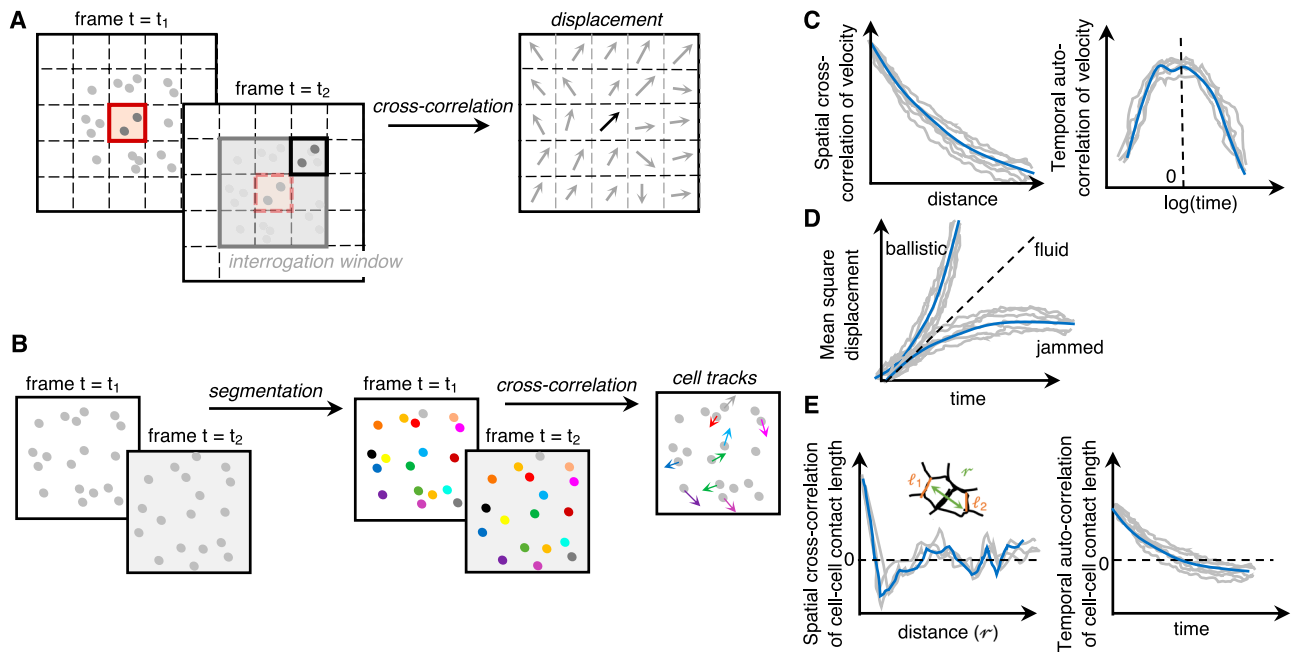 A
frame t = t₁
frame t = t₂
interrogation window
cross-correlation
displacement
B
frame t = t₁
frame t = t₂
segmentation
frame t = t₁
frame t = t₂
cross-correlation
cell tracks
C
Spatial cross-
correlation of velocity
distance
Temporal auto-
correlation of velocity
0
log(time)
D
Mean square
displacement
ballistic
fluid
jammed
time
E
Spatial cross-correlation
of cell-cell contact length
0
ℓ₁
r
ℓ₂
distance (r)
Temporal auto-correlation
of cell-cell contact length
0
time